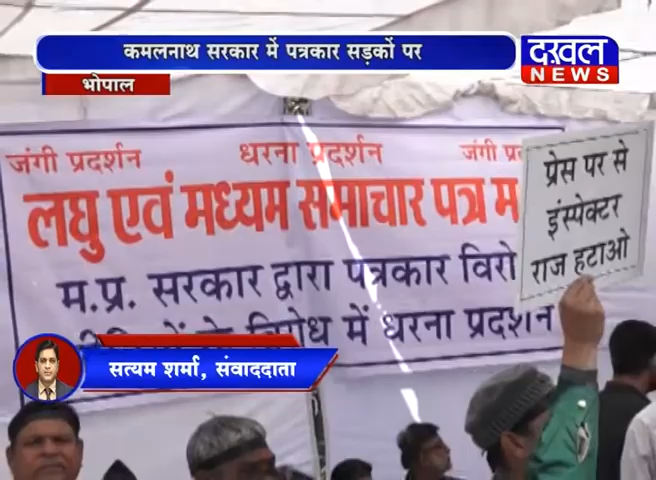 कमलनाथ सरकार में पत्रकार सड़कों पर
दखल
NEWS
भोपाल
जंगी प्रदर्शन धरना प्रदर्शन जंगी
लघु एवं मध्यम समाचार पत्र
म.प्र. सरकार द्वारा पत्रकार
विरोध में धरना प्रदर्शन
प्रेस पर से
इंस्पेक्टर
राज हटाओ
सत्यम शर्मा, संवाददाता